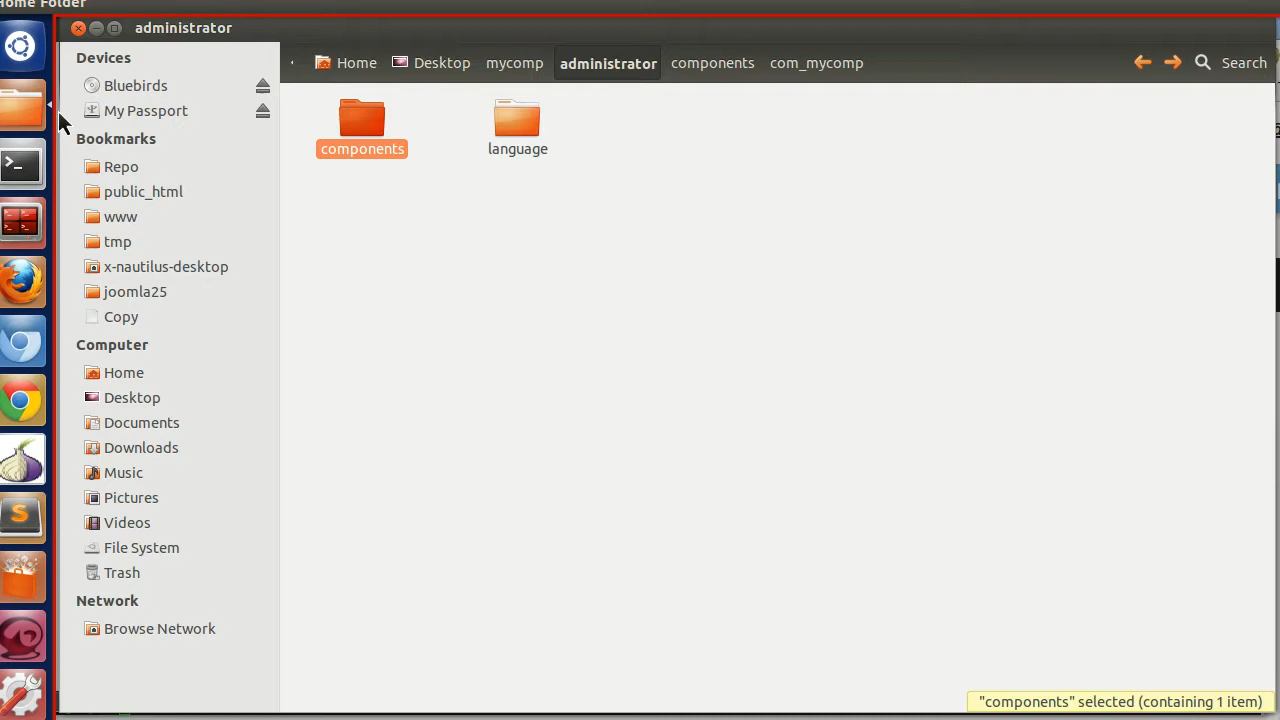 Home Folder
administrator
Devices
Bluebirds
My Passport
Bookmarks
Repo
public_html
www
tmp
x-nautilus-desktop
joomla25
Copy
Computer
Home
Desktop
Documents
Downloads
Music
Pictures
Videos
File System
Trash
Network
Browse Network
Home Desktop mycomp administrator components com_mycomp Search
components language
"components" selected (containing 1 item)